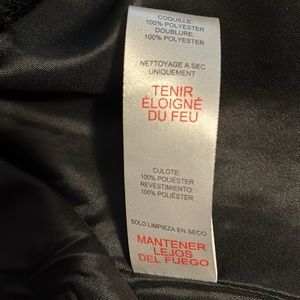 COQUILLE:
100% POLYESTER
DOUBLURE:
100% POLYESTER
NETTOYAGE A SEC
UNIQUEMENT
TENIR
ÉLOIGNÉ
DU FEU
CULOTE:
100% POLIÉSTER
REVESTIMIENTO:
100% POLIÉSTER
SOLO LIMPIEZA EN SECO
MANTENER
LEJOS
DEL FUEGO